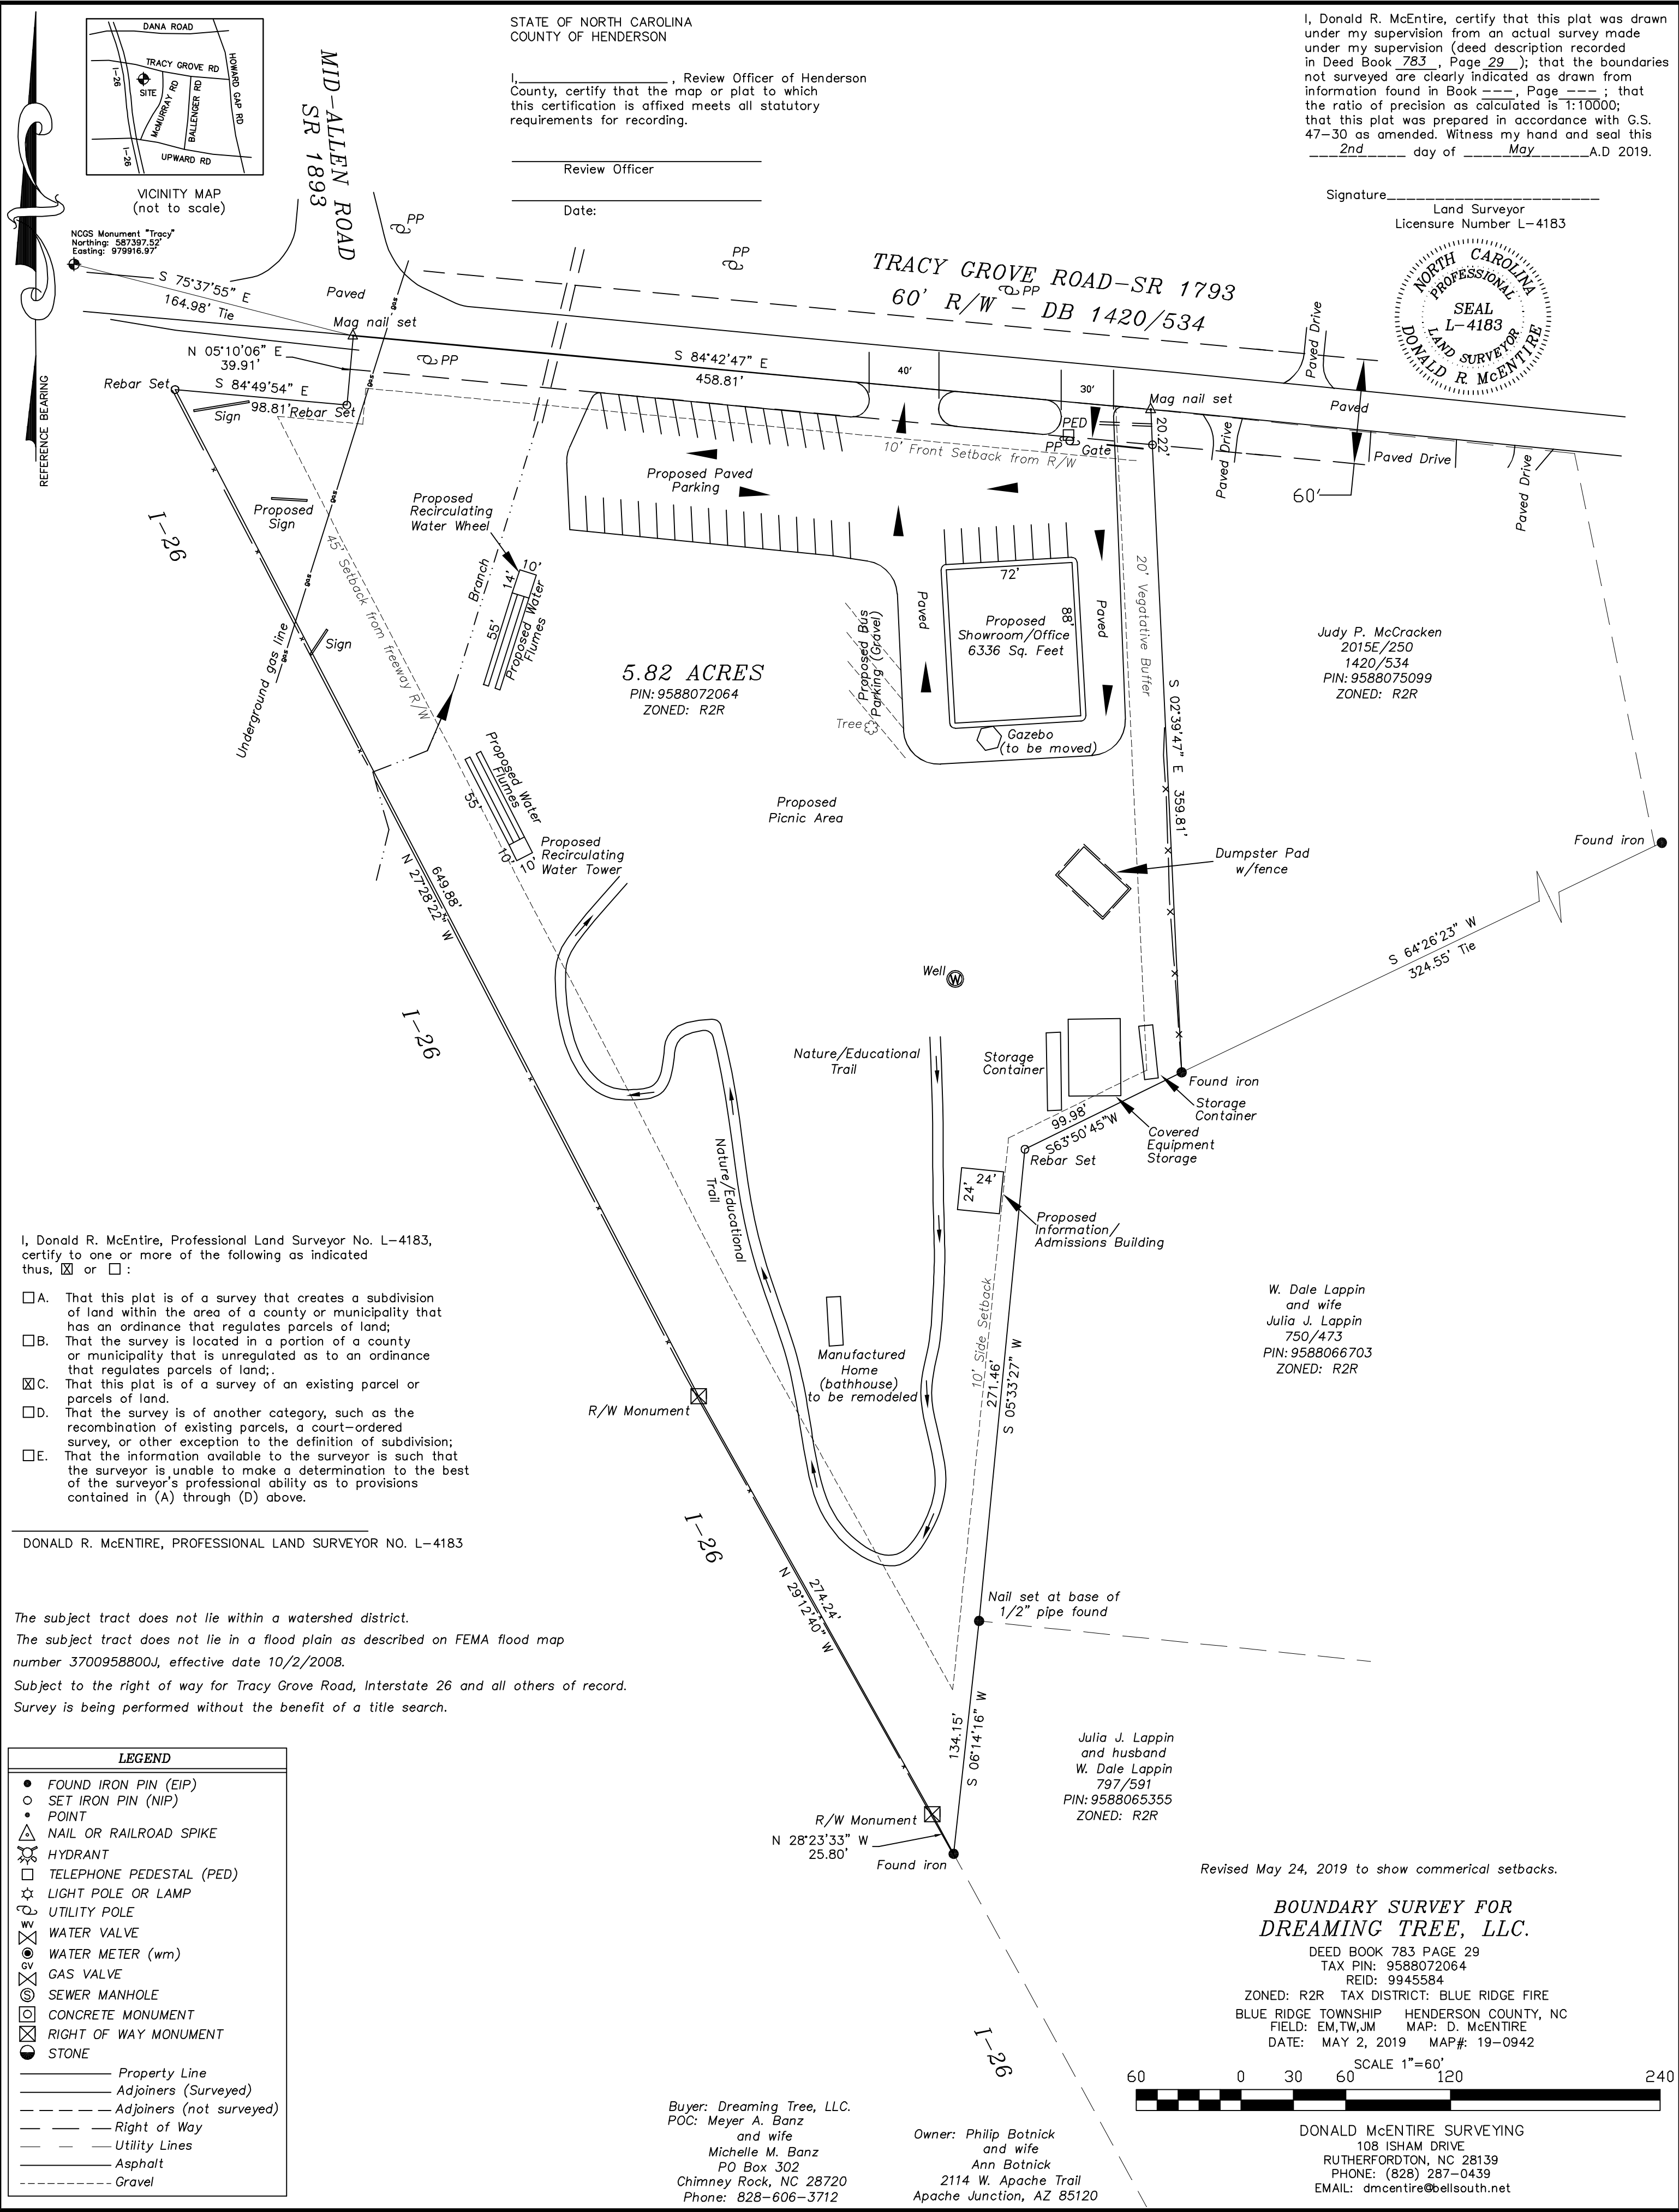 DANA ROAD
TRACY GROVE RD
HOWARD GAP RD
I-26
SITE
McMURRAY RD
BALLENGER RD
I-26
UPWARD RD
VICINITY MAP
(not to scale)
NCGS Monument "Tracy"
Northing: 587397.52'
Easting: 979916.97'
REFERENCE BEARING
STATE OF NORTH CAROLINA
COUNTY OF HENDERSON
I,____________________ , Review Officer of Henderson
County, certify that the map or plat to which
this certification is affixed meets all statutory
requirements for recording.
Review Officer
Date:
I, Donald R. McEntire, certify that this plat was drawn
under my supervision from an actual survey made
under my supervision (deed description recorded
in Deed Book 783 , Page 29 ); that the boundaries
not surveyed are clearly indicated as drawn from
information found in Book ---, Page --- ; that
the ratio of precision as calculated is 1:10000;
that this plat was prepared in accordance with G.S.
47-30 as amended. Witness my hand and seal this
2nd day of May A.D 2019.
Signature______________________
Land Surveyor
Licensure Number L-4183
NORTH CAROLINA
PROFESSIONAL
SEAL
L-4183
LAND SURVEYOR
DONALD R. McENTIRE
MID-ALLEN ROAD
SR 1893
PP
PP
TRACY GROVE ROAD-SR 1793
PP
60' R/W - DB 1420/534
S 75°37'55" E
164.98' Tie
Paved
gas
Mag nail set
N 05°10'06" E
39.91'
PP
S 84°42'47" E
458.81'
40'
30'
Paved Drive
Rebar Set
S 84°49'54" E
98.81'
Rebar Set
Sign
gas
Mag nail set
Paved
20.22'
PED
PP
Gate
10' Front Setback from R/W
Paved Drive
Paved Drive
Paved Drive
60'
Proposed Paved
Parking
Proposed
Sign
gas
Proposed
Recirculating
Water Wheel
I-26
45' Setback from freeway R/W
Branch
14'
10'
55'
Proposed Water
Flumes
gas
Underground gas line
gas
Sign
5.82 ACRES
PIN: 9588072064
ZONED: R2R
Proposed Bus
Parking (Gravel)
Tree
Paved
72'
88'
Proposed
Showroom/Office
6336 Sq. Feet
Paved
Gazebo
(to be moved)
20' Vegatative Buffer
S 02°39'47" E 359.81'
Judy P. McCracken
2015E/250
1420/534
PIN: 9588075099
ZONED: R2R
Proposed Water
Flumes
55'
10'
10'
Proposed
Recirculating
Water Tower
Proposed
Picnic Area
649.88'
N 27°28'22" W
Dumpster Pad
w/fence
Found iron
S 64°26'23" W
324.55' Tie
Well
W
I-26
Nature/Educational
Trail
Storage
Container
Found iron
Storage
Container
99.98'
S63°50'45"W
Covered
Equipment
Storage
Rebar Set
Nature/Educational
Trail
24'
24'
Proposed
Information/
Admissions Building
10' Side Setback
271.46'
S 05°33'27" W
W. Dale Lappin
and wife
Julia J. Lappin
750/473
PIN: 9588066703
ZONED: R2R
Manufactured
Home
(bathhouse)
to be remodeled
R/W Monument
I, Donald R. McEntire, Professional Land Surveyor No. L-4183,
certify to one or more of the following as indicated
thus, ☒ or ☐ :
☐ A. That this plat is of a survey that creates a subdivision
of land within the area of a county or municipality that
has an ordinance that regulates parcels of land;
☐ B. That the survey is located in a portion of a county
or municipality that is unregulated as to an ordinance
that regulates parcels of land;.
☒ C. That this plat is of a survey of an existing parcel or
parcels of land.
☐ D. That the survey is of another category, such as the
recombination of existing parcels, a court-ordered
survey, or other exception to the definition of subdivision;
☐ E. That the information available to the surveyor is such that
the surveyor is unable to make a determination to the best
of the surveyor's professional ability as to provisions
contained in (A) through (D) above.
DONALD R. McENTIRE, PROFESSIONAL LAND SURVEYOR NO. L-4183
I-26
274.24'
N 29°12'40" W
Nail set at base of
1/2" pipe found
The subject tract does not lie within a watershed district.
The subject tract does not lie in a flood plain as described on FEMA flood map
number 3700958800J, effective date 10/2/2008.
Subject to the right of way for Tracy Grove Road, Interstate 26 and all others of record.
Survey is being performed without the benefit of a title search.
134.15'
S 06°14'16" W
Julia J. Lappin
and husband
W. Dale Lappin
797/591
PIN: 9588065355
ZONED: R2R
R/W Monument
N 28°23'33" W
25.80'
Found iron
LEGEND
FOUND IRON PIN (EIP)
SET IRON PIN (NIP)
POINT
NAIL OR RAILROAD SPIKE
HYDRANT
TELEPHONE PEDESTAL (PED)
LIGHT POLE OR LAMP
UTILITY POLE
WV
WATER VALVE
WATER METER (wm)
GV
GAS VALVE
S SEWER MANHOLE
CONCRETE MONUMENT
RIGHT OF WAY MONUMENT
STONE
Property Line
Adjoiners (Surveyed)
Adjoiners (not surveyed)
Right of Way
Utility Lines
Asphalt
Gravel
I-26
Revised May 24, 2019 to show commerical setbacks.
BOUNDARY SURVEY FOR
DREAMING TREE, LLC.
DEED BOOK 783 PAGE 29
TAX PIN: 9588072064
REID: 9945584
ZONED: R2R TAX DISTRICT: BLUE RIDGE FIRE
BLUE RIDGE TOWNSHIP HENDERSON COUNTY, NC
FIELD: EM,TW,JM MAP: D. McENTIRE
DATE: MAY 2, 2019 MAP#: 19-0942
SCALE 1"=60'
60 0 30 60 120 240
DONALD McENTIRE SURVEYING
108 ISHAM DRIVE
RUTHERFORDTON, NC 28139
PHONE: (828) 287-0439
EMAIL: dmcentire@bellsouth.net
Buyer: Dreaming Tree, LLC.
POC: Meyer A. Banz
and wife
Michelle M. Banz
PO Box 302
Chimney Rock, NC 28720
Phone: 828-606-3712
Owner: Philip Botnick
and wife
Ann Botnick
2114 W. Apache Trail
Apache Junction, AZ 85120